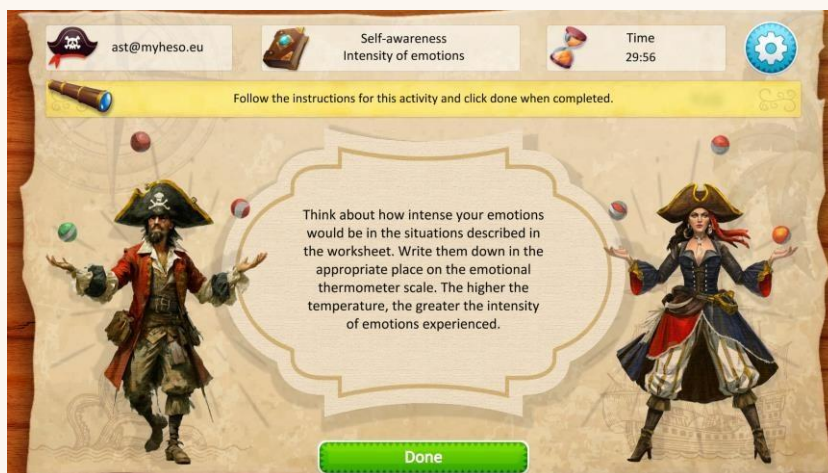 ast@myheso.eu
Self-awareness
Intensity of emotions
Time
29:56
Follow the instructions for this activity and click done when completed.
Think about how intense your emotions
would be in the situations described in
the worksheet. Write them down in the
appropriate place on the emotional
thermometer scale. The higher the
temperature, the greater the intensity
of emotions experienced.
Done